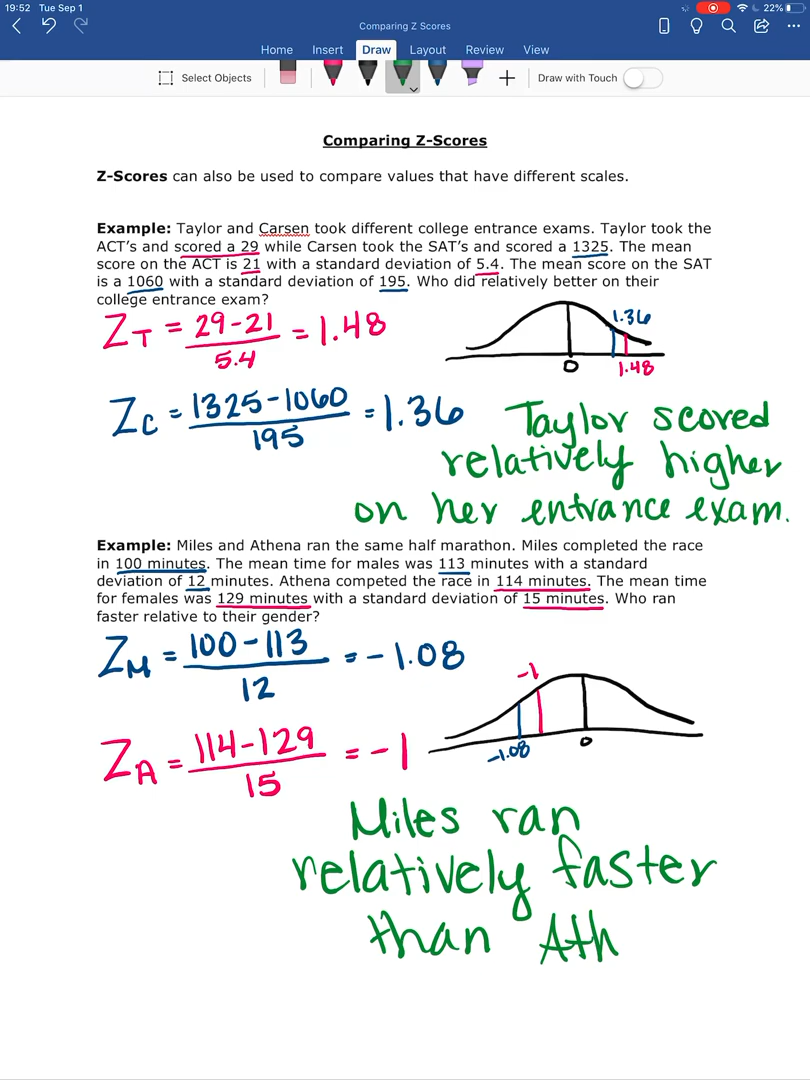 19:52 Tue Sep 1
22%
Comparing Z Scores
Home Insert Draw Layout Review View
Select Objects
Draw with Touch
Comparing Z-Scores
Z-Scores can also be used to compare values that have different scales.
Example: Taylor and Carsen took different college entrance exams. Taylor took the
ACT's and scored a 29 while Carsen took the SAT's and scored a 1325. The mean
score on the ACT is 21 with a standard deviation of 5.4. The mean score on the SAT
is a 1060 with a standard deviation of 195. Who did relatively better on their
college entrance exam?
Z_T = (29-21)/5.4 = 1.48
1.36
0
1.48
Z_C = (1325-1060)/195 = 1.36
Taylor scored
relatively higher
on her entrance exam.
Example: Miles and Athena ran the same half marathon. Miles completed the race
in 100 minutes. The mean time for males was 113 minutes with a standard
deviation of 12 minutes. Athena competed the race in 114 minutes. The mean time
for females was 129 minutes with a standard deviation of 15 minutes. Who ran
faster relative to their gender?
Z_M = (100-113)/12 = -1.08
-1
-1.08
0
Z_A = (114-129)/15 = -1
Miles ran
relatively faster
than Ath